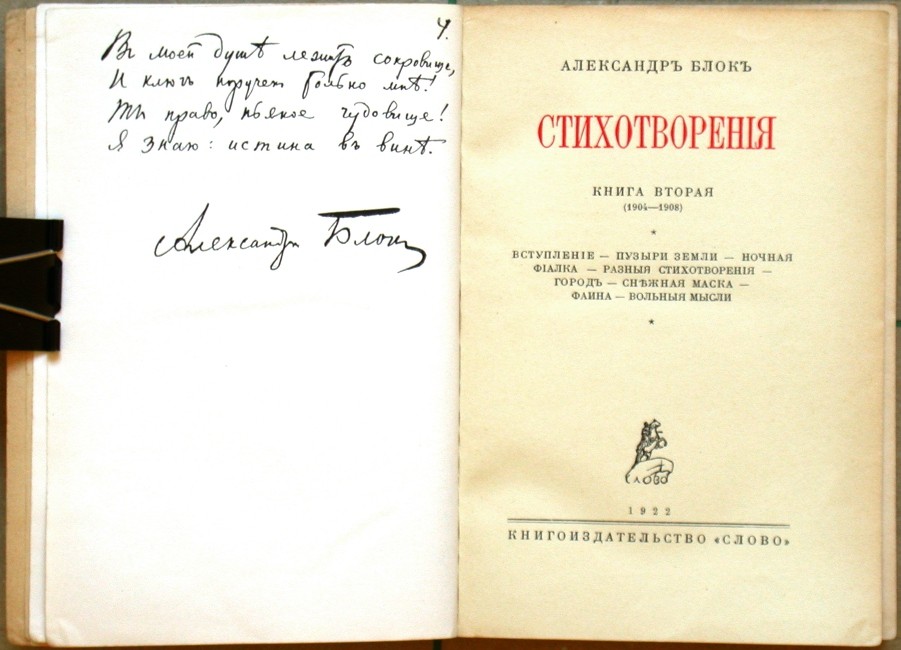 4.
Въ моей душѣ лежитъ сокровище,
И ключъ порученъ только мнѣ!
Ты право, пьяное чудовище!
Я знаю: истина въ винѣ.
Александръ Блокъ
АЛЕКСАНДРЪ БЛОКЪ
СТИХОТВОРЕНІЯ
КНИГА ВТОРАЯ
(1904—1908)
*
ВСТУПЛЕНІЕ — ПУЗЫРИ ЗЕМЛИ — НОЧНАЯ
ФІАЛКА — РАЗНЫЯ СТИХОТВОРЕНІЯ —
ГОРОДЪ — СНѢЖНАЯ МАСКА —
ФАИНА — ВОЛЬНЫЯ МЫСЛИ
*
СЛОВО
1922
КНИГОИЗДАТЕЛЬСТВО «СЛОВО»